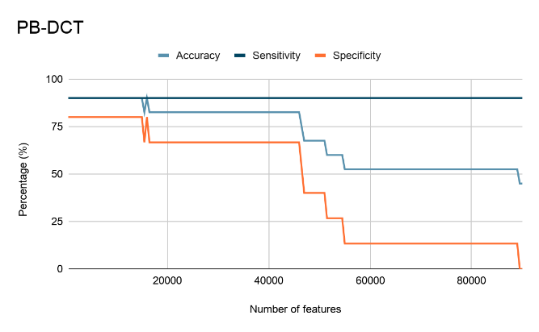 PB-DCT
Accuracy Sensitivity Specificity
100
75
50
25
0
Percentage (%)
20000 40000 60000 80000
Number of features